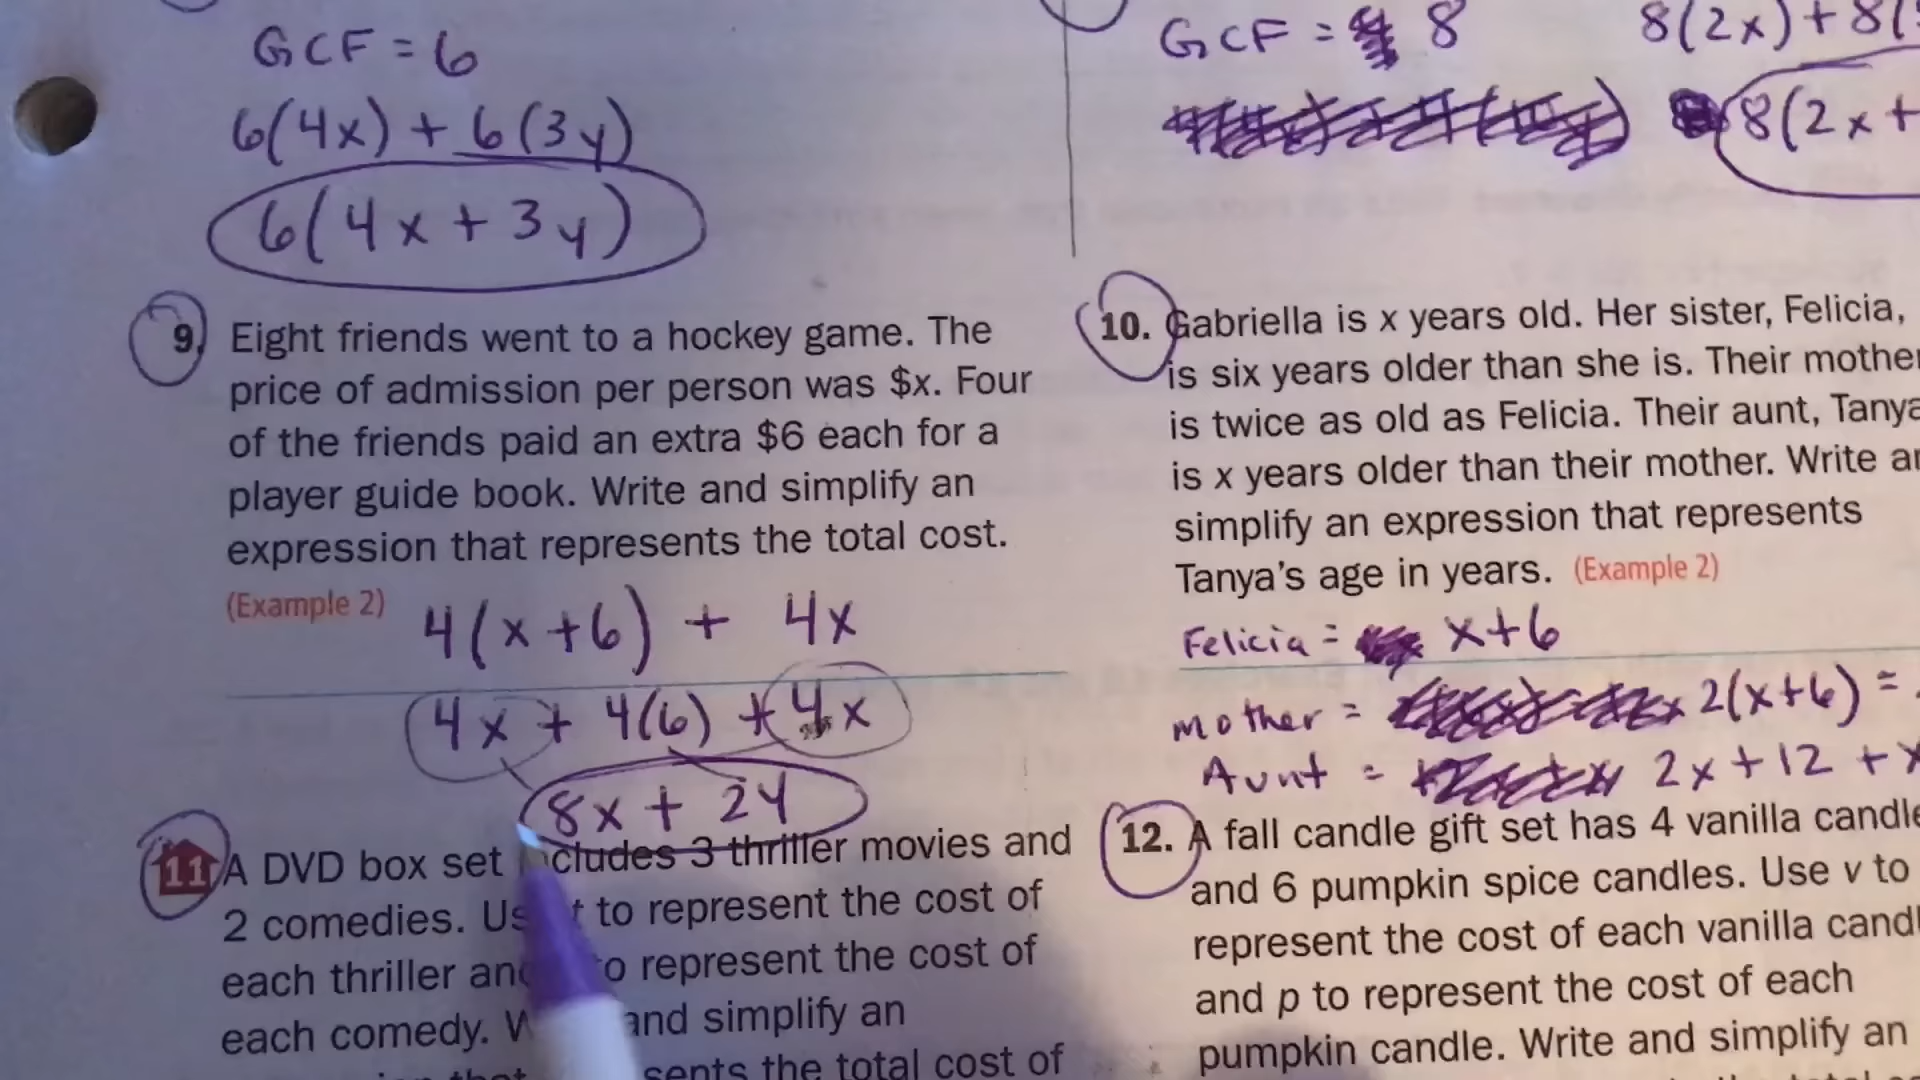 GCF = 6
6(4x) + 6(3y)
6(4x + 3y)
GCF = 8
8(2x) + 8(
8(2x +
9. Eight friends went to a hockey game. The
price of admission per person was $x. Four
of the friends paid an extra $6 each for a
player guide book. Write and simplify an
expression that represents the total cost.
(Example 2)
4(x+6) + 4x
4x + 4(6) + 4x
8x + 24
10. Gabriella is x years old. Her sister, Felicia,
is six years older than she is. Their mother
is twice as old as Felicia. Their aunt, Tanya
is x years older than their mother. Write an
simplify an expression that represents
Tanya's age in years. (Example 2)
Felicia = x+6
mother = 2(x+6) =
Aunt = 2x+12 + x
11 A DVD box set includes 3 thriller movies and
2 comedies. Use t to represent the cost of
each thriller and to represent the cost of
each comedy. and simplify an
the total cost of
12. A fall candle gift set has 4 vanilla candle
and 6 pumpkin spice candles. Use v to
represent the cost of each vanilla candl
and p to represent the cost of each
pumpkin candle. Write and simplify an